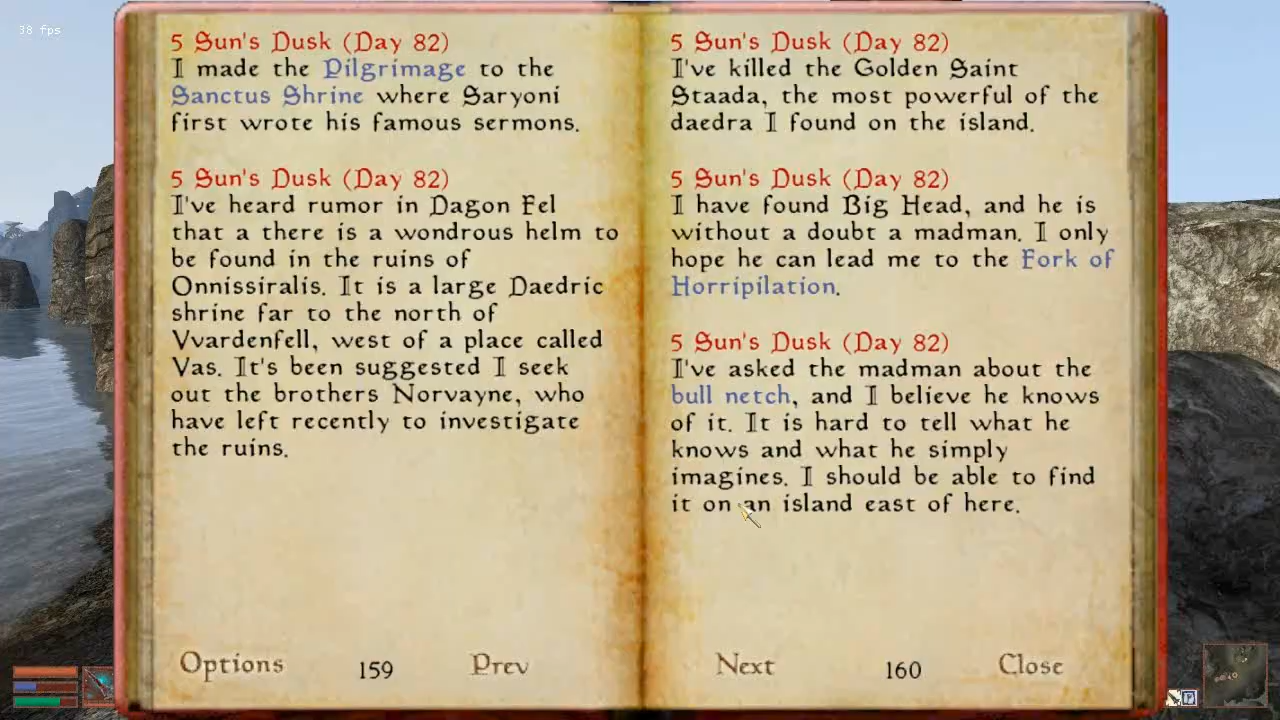 38 fps
5 Sun's Dusk (Day 82)
I made the Pilgrimage to the
Sanctus Shrine where Saryoni
first wrote his famous sermons.
5 Sun's Dusk (Day 82)
I've heard rumor in Dagon Fel
that a there is a wondrous helm to
be found in the ruins of
Onnissiralis. It is a large Daedric
shrine far to the north of
Vvardenfell, west of a place called
Vas. It's been suggested I seek
out the brothers Norvayne, who
have left recently to investigate
the ruins.
Options
159
Prev
5 Sun's Dusk (Day 82)
I've killed the Golden Saint
Staada, the most powerful of the
daedra I found on the island.
5 Sun's Dusk (Day 82)
I have found Big Head, and he is
without a doubt a madman. I only
hope he can lead me to the Fork of
Horripilation.
5 Sun's Dusk (Day 82)
I've asked the madman about the
bull netch, and I believe he knows
of it. It is hard to tell what he
knows and what he simply
imagines. I should be able to find
it on an island east of here.
Next
160
Close